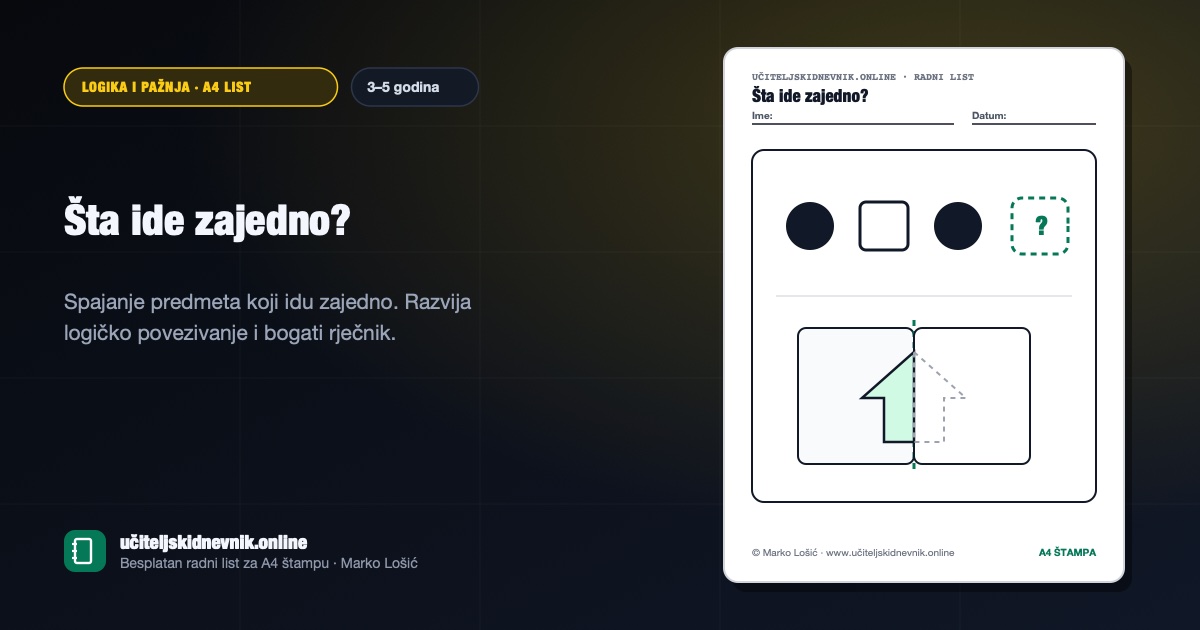 LOGIKA I PAŽNJA · A4 LIST
3–5 godina
Šta ide zajedno?
Spajanje predmeta koji idu zajedno. Razvija
logičko povezivanje i bogati rječnik.
učiteljskidnevnik.online
Besplatan radni list za A4 štampu · Marko Lošić
UČITELJSKIDNEVNIK.ONLINE · RADNI LIST
Šta ide zajedno?
Ime:
Datum:
?
© Marko Lošić · www.učiteljskidnevnik.online
A4 ŠTAMPA